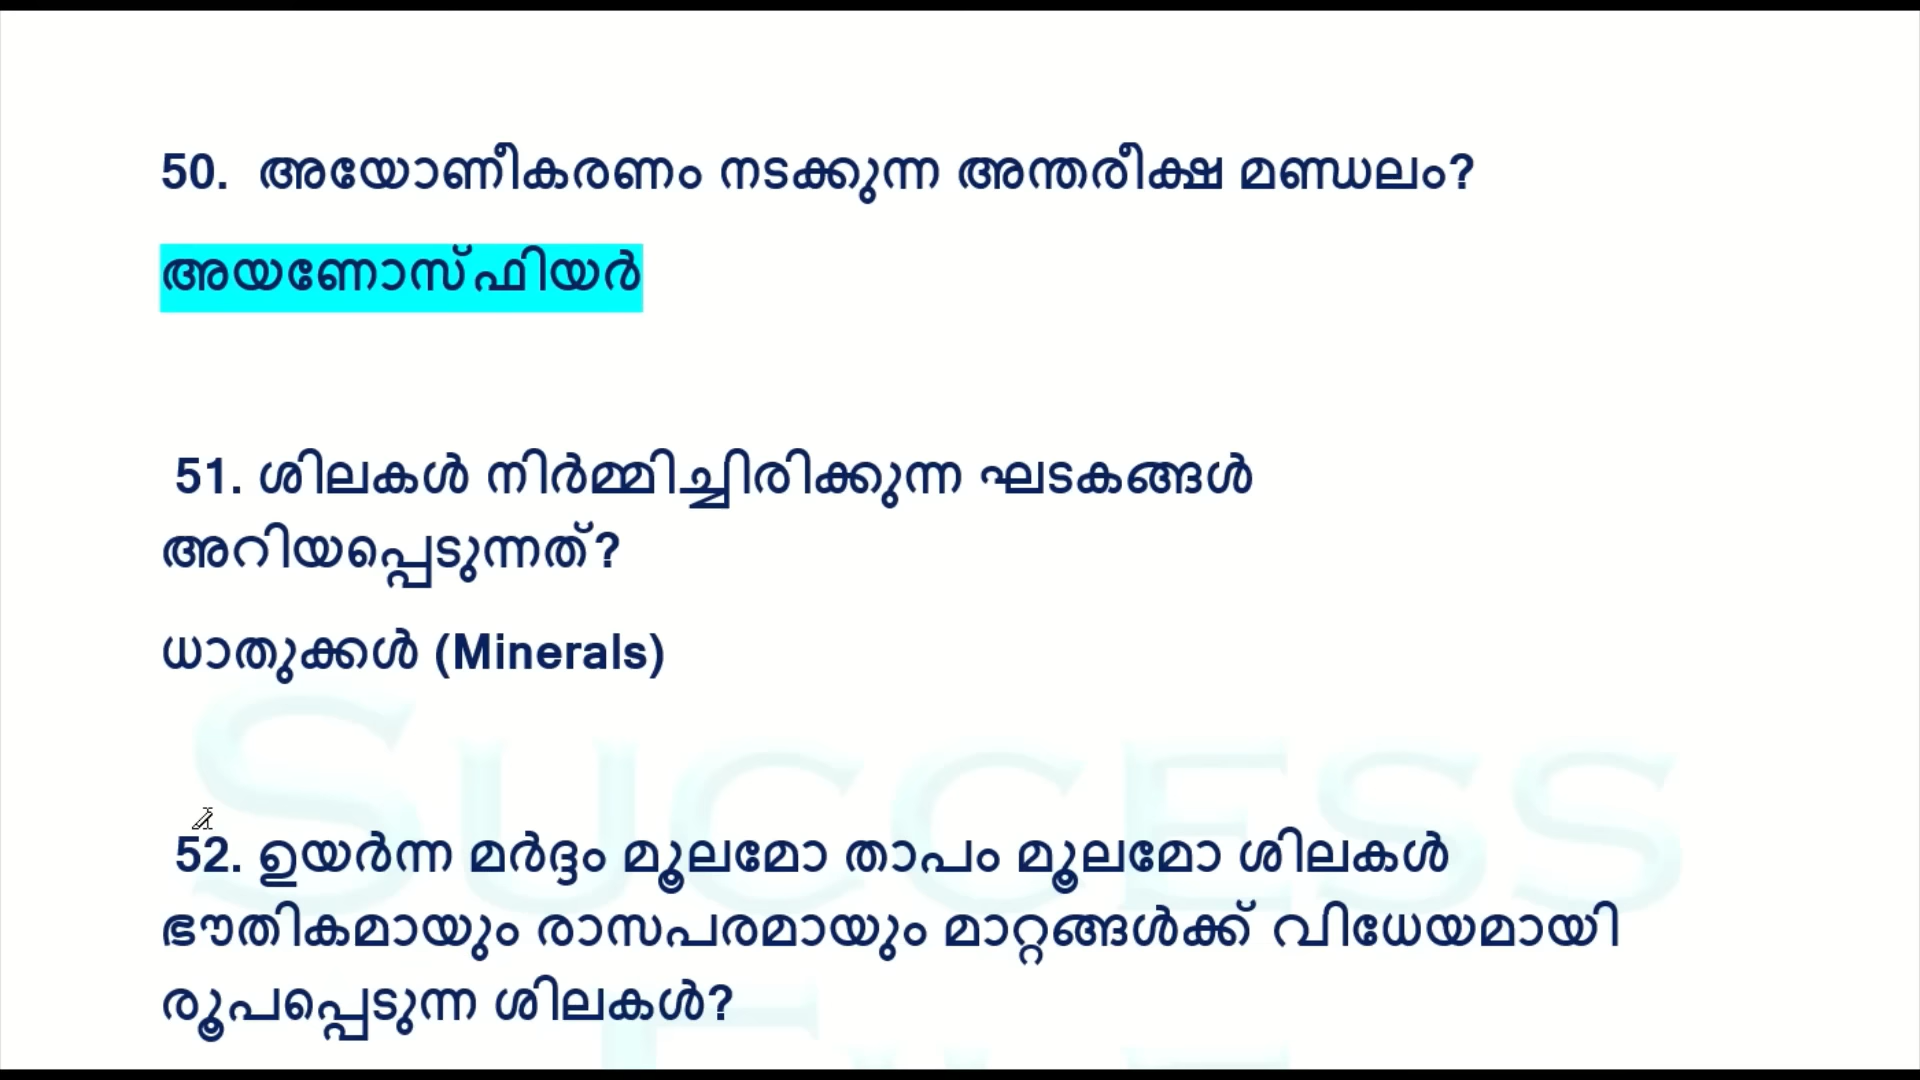 50. അയോണീകരണം നടക്കുന്ന അന്തരീക്ഷ മണ്ഡലം?
അയണോസ്ഫിയർ
51. ശിലകൾ നിർമ്മിച്ചിരിക്കുന്ന ഘടകങ്ങൾ
അറിയപ്പെടുന്നത്?
ധാതുക്കൾ (Minerals)
SUCCESS
52. ഉയർന്ന മർദ്ദം മൂലമോ താപം മൂലമോ ശിലകൾ
ഭൗതികമായും രാസപരമായും മാറ്റങ്ങൾക്ക് വിധേയമായി
രൂപപ്പെടുന്ന ശിലകൾ?